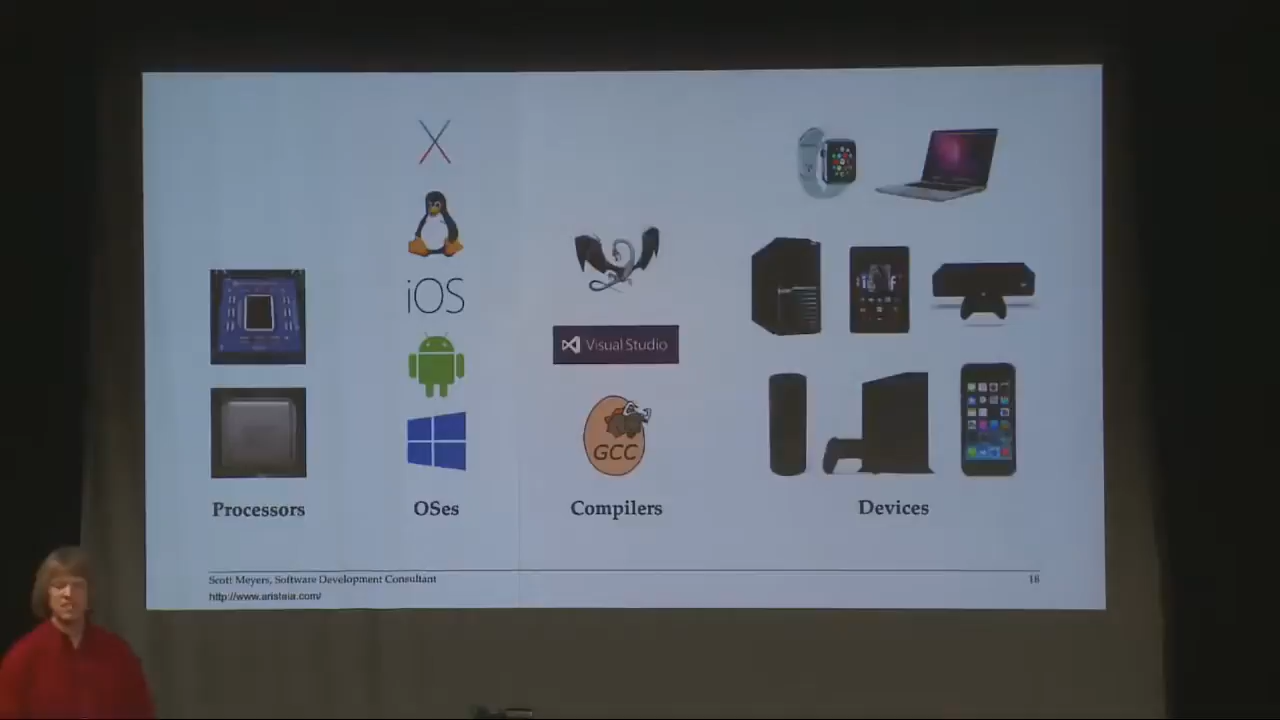 iOS
Visual Studio
GCC
Processors
OSes
Compilers
Devices
Scott Meyers, Software Development Consultant
18
http://www.aristeia.com/